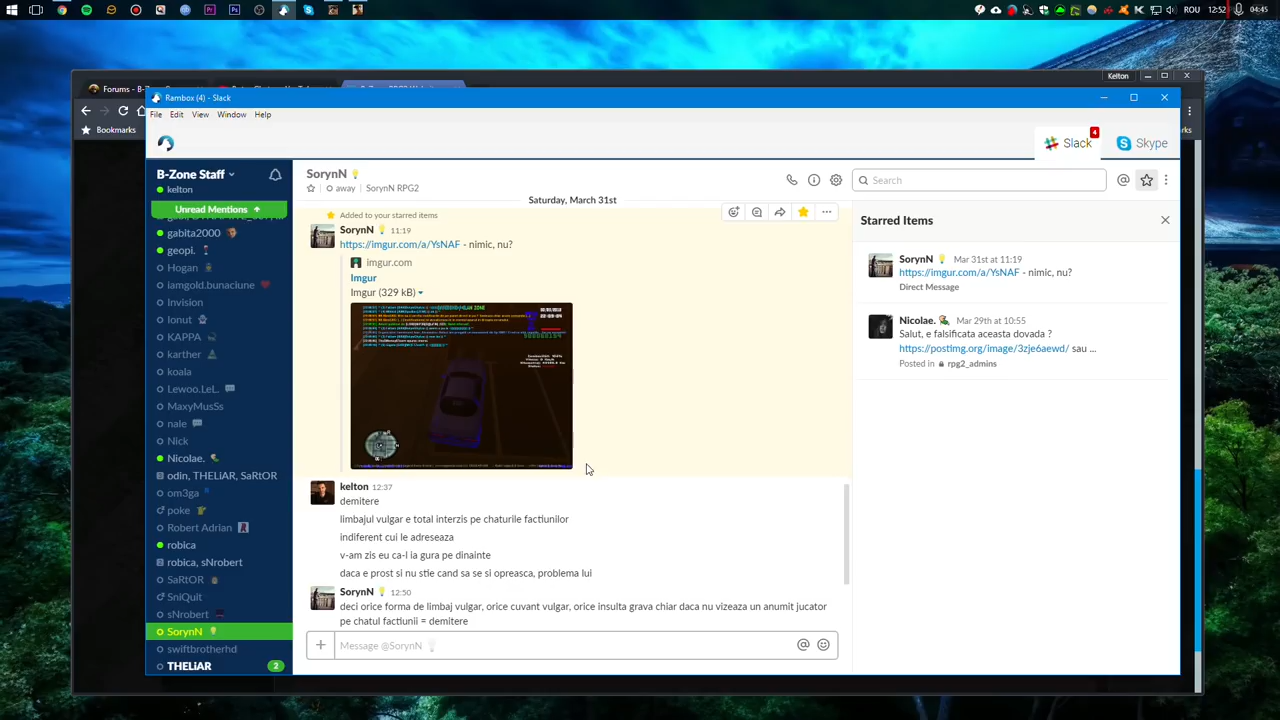 ROU
12:52
04:45
Kelton
Forums - B-Zone
Bookmarks
Rambox (4) - Slack
File Edit View Window Help
4
Slack
Skype
B-Zone Staff
kelton
Unread Mentions
gabita2000
geopi.
Hogan
iamgold.bunaciune
Invision
Ionut
KAPPA
karther
koala
Lewoo.LeL.
MaxyMusSs
nale
Nick
Nicolae.
odin, THELiAR, SaRtOR
om3ga
poke
Robert Adrian
robica
robica, sNrobert
SaRtOR
SniQuit
sNrobert
SorynN
swiftbrotherhd
THELiAR 2
SorynN
away | SorynN RPG2
Search
Saturday, March 31st
Added to your starred items
SorynN 11:19
https://imgur.com/a/YsNAF - nimic, nu?
imgur.com
Imgur
Imgur (329 kB)
kelton 12:37
demitere
limbajul vulgar e total interzis pe chaturile factiunilor
indiferent cui le adreseaza
v-am zis eu ca-l ia gura pe dinainte
daca e prost si nu stie cand sa se si opreasca, problema lui
SorynN 12:50
deci orice forma de limbaj vulgar, orice cuvant vulgar, orice insulta grava chiar daca nu vizeaza un anumit jucator
pe chatul factiunii = demitere
Message @SorynN
Starred Items
SorynN Mar 31st at 11:19
https://imgur.com/a/YsNAF - nimic, nu?
Direct Message
Nicolae. Mar 29th at 10:55
Salut, e falsificata aceasta dovada ?
https://postimg.org/image/3zje6aewd/ sau ...
Posted in rpg2_admins